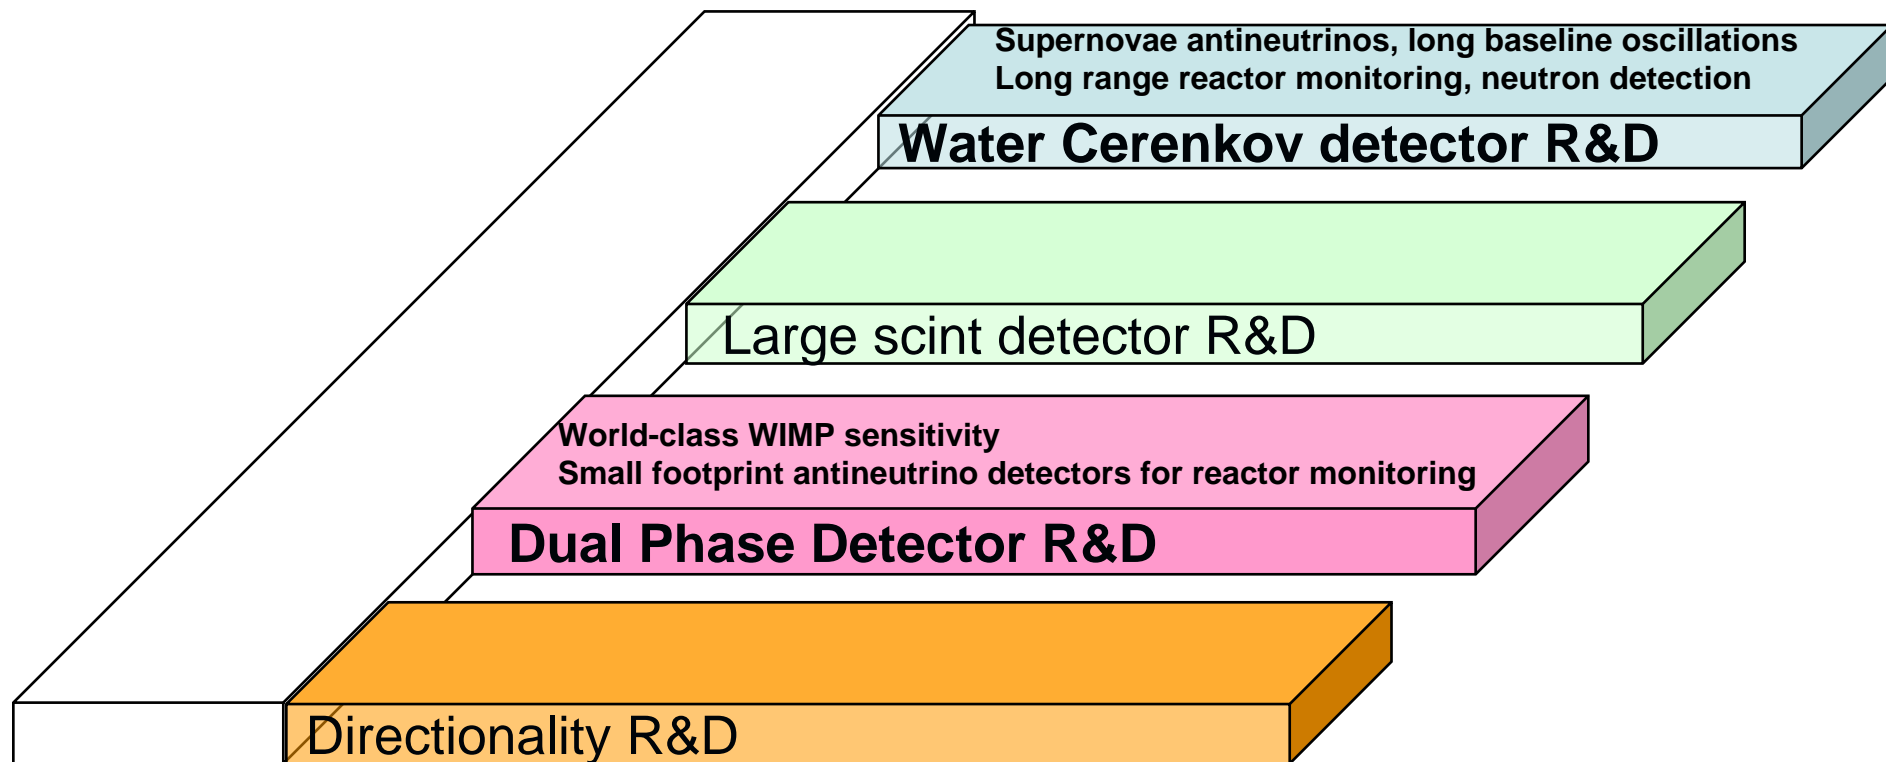 Supernovae antineutrinos, long baseline oscillations
Long range reactor monitoring, neutron detection
Water Cerenkov detector R&D
Large scint detector R&D
World-class WIMP sensitivity
Small footprint antineutrino detectors for reactor monitoring
Dual Phase Detector R&D
Directionality R&D